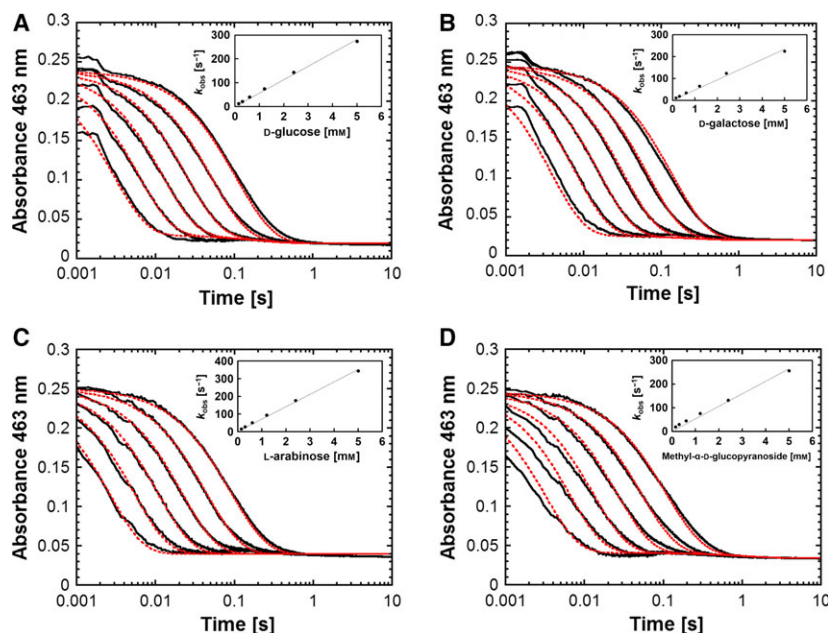 A
Absorbance 463 nm
0.3
0.25
0.2
0.15
0.1
0.05
0
0.001 0.01 0.1 1 10
Time [s]
kobs [s⁻¹]
300
200
100
0
0 1 2 3 4 5 6
D-glucose [mM]
B
Absorbance 463 nm
0.3
0.25
0.2
0.15
0.1
0.05
0
0.001 0.01 0.1 1 10
Time [s]
kobs [s⁻¹]
300
200
100
0
0 1 2 3 4 5 6
D-galactose [mM]
C
Absorbance 463 nm
0.3
0.25
0.2
0.15
0.1
0.05
0
0.001 0.01 0.1 1 10
Time [s]
kobs [s⁻¹]
400
300
200
100
0
0 1 2 3 4 5 6
L-arabinose [mM]
D
Absorbance 463 nm
0.3
0.25
0.2
0.15
0.1
0.05
0
0.001 0.01 0.1 1 10
Time [s]
kobs [s⁻¹]
300
200
100
0
0 1 2 3 4 5 6
Methyl-α-D-glucopyranoside [mM]